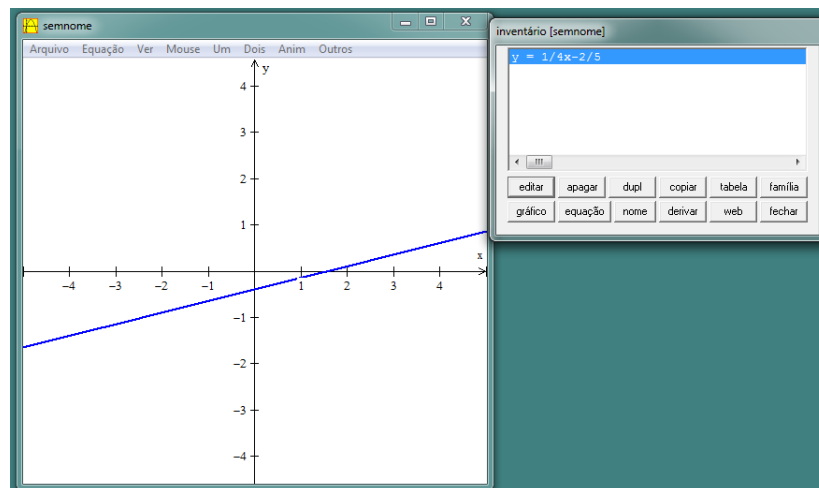 semnome
Arquivo Equação Ver Mouse Um Dois Anim Outros
y
4
3
2
1
x
-4 -3 -2 -1 1 2 3 4
-1
-2
-3
-4
inventário [semnome]
y = 1/4x-2/5
editar apagar dupl copiar tabela família
gráfico equação nome derivar web fechar